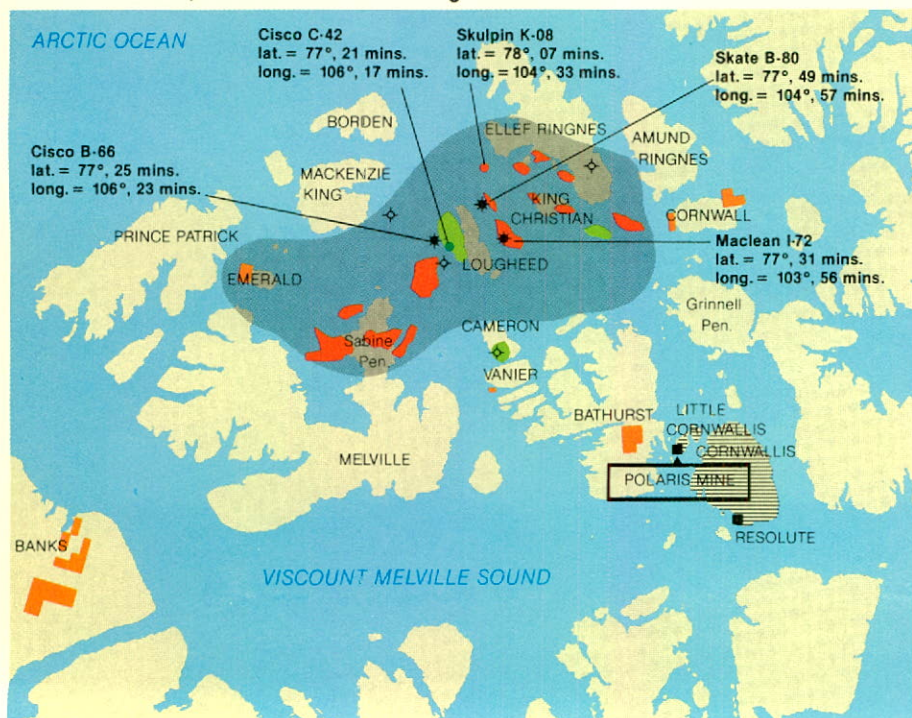 ARCTIC OCEAN
Cisco C-42
lat. = 77°, 21 mins.
long. = 106°, 17 mins.
Skulpin K-08
lat. = 78°, 07 mins.
long. = 104°, 33 mins.
Skate B-80
lat. = 77°, 49 mins.
long. = 104°, 57 mins.
Cisco B-66
lat. = 77°, 25 mins.
long. = 106°, 23 mins.
BORDEN
ELLEF RINGNES
AMUND
RINGNES
MACKENZIE
KING
KING
CHRISTIAN
CORNWALL
PRINCE PATRICK
Maclean I-72
lat. = 77°, 31 mins.
long. = 103°, 56 mins.
EMERALD
LOUGHEED
Grinnell
Pen.
CAMERON
Sabine
Pen.
VANIER
BATHURST
LITTLE
CORNWALLIS
CORNWALLIS
MELVILLE
POLARIS MINE
RESOLUTE
BANKS
VISCOUNT MELVILLE SOUND